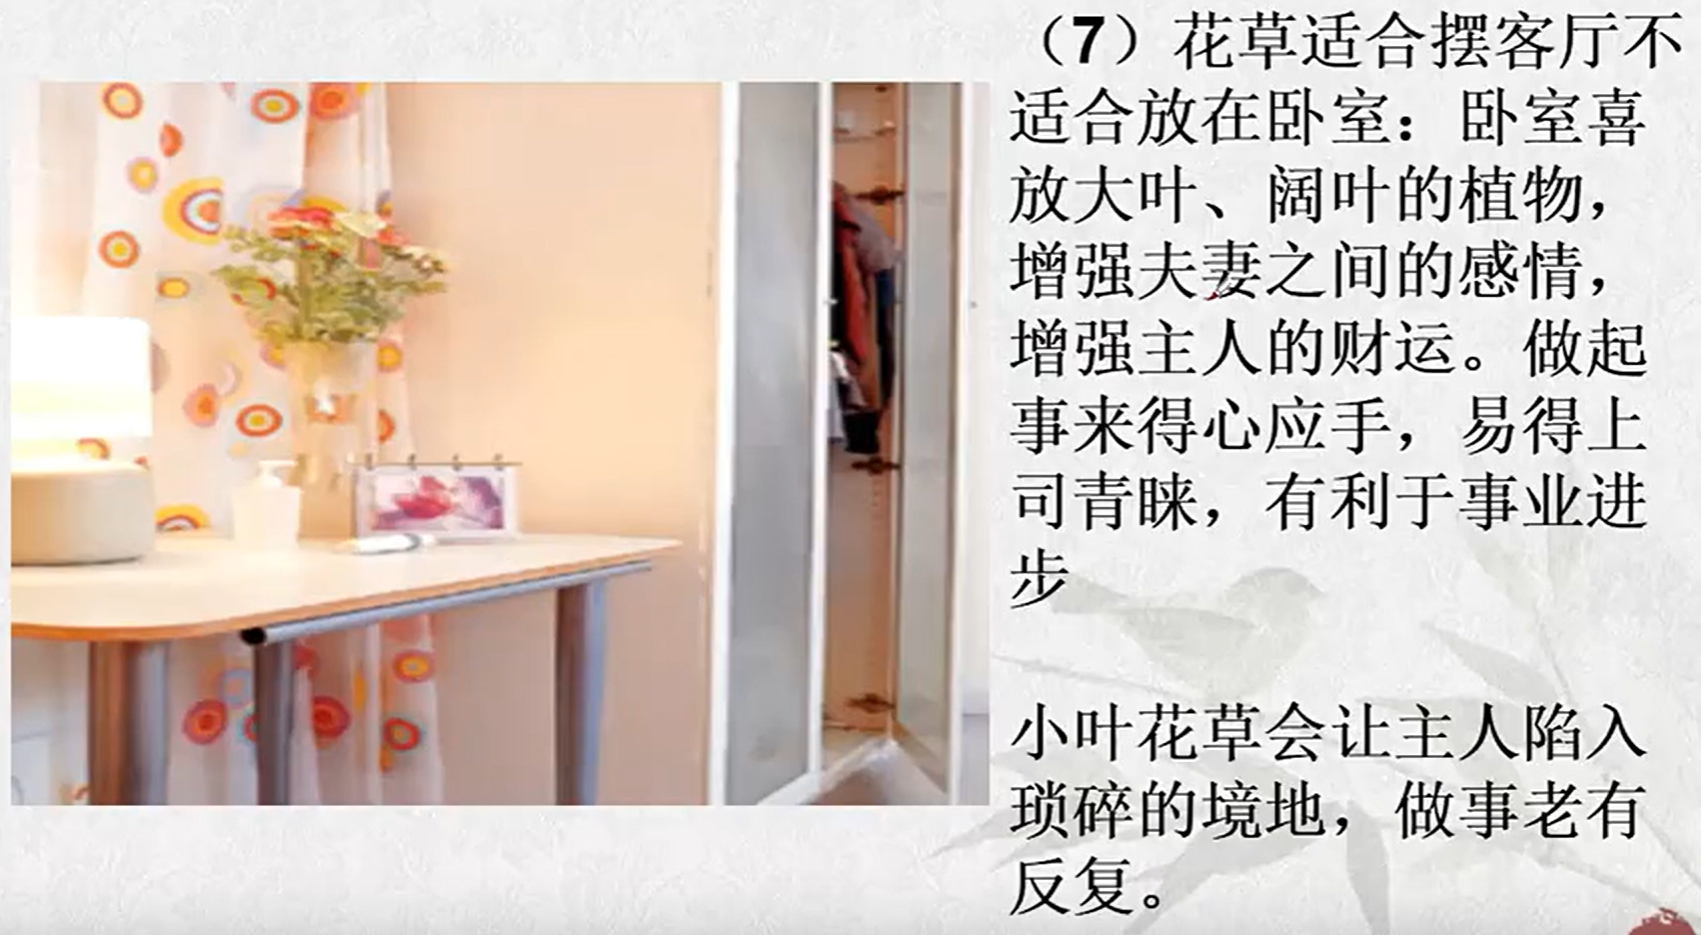 （7）花草适合摆客厅不
适合放在卧室：卧室喜
放大叶、阔叶的植物，
增强夫妻之间的感情，
增强主人的财运。做起
事来得心应手，易得上
司青睐，有利于事业进
步
小叶花草会让主人陷入
琐碎的境地，做事老有
反复。